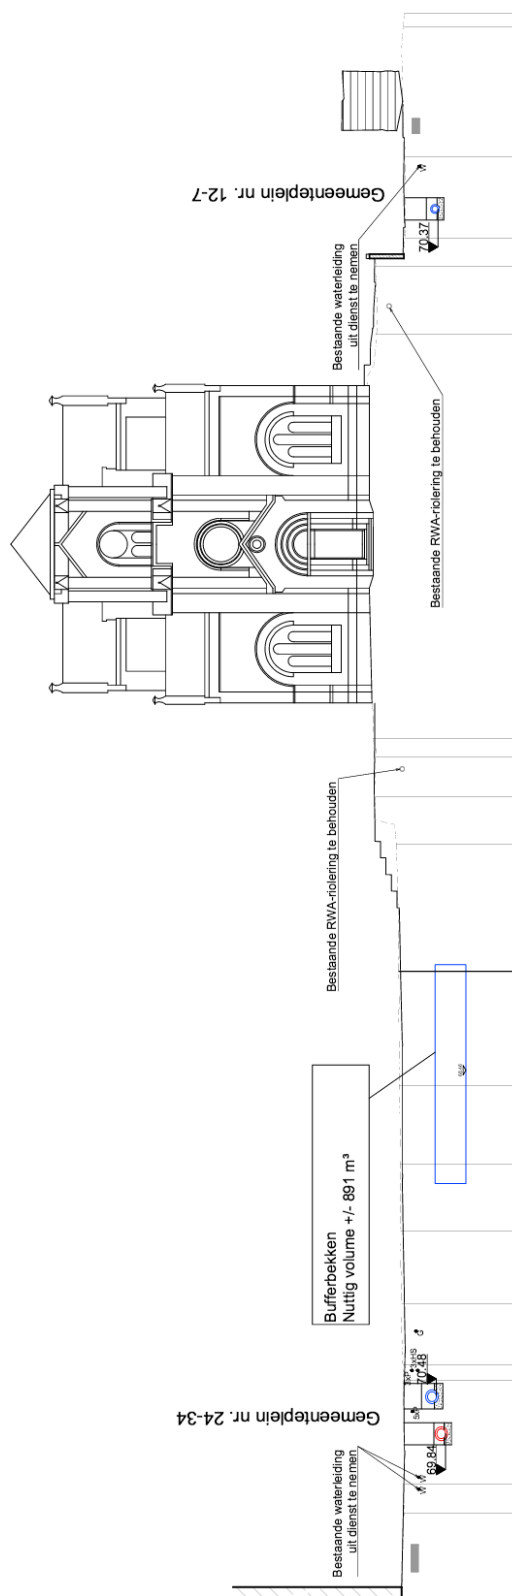 Gemeenteplein nr. 12-7
W
70.37
Bestaande waterleiding
uit dienst te nemen
Bestaande RWA-riolering te behouden
Bestaande RWA-riolering te behouden
Bufferbekken
Nuttig volume +/- 891 m³
G
3xHS
70.48
5xP
Gemeenteplein nr. 24-34
69.84
W
W
Bestaande waterleiding
uit dienst te nemen